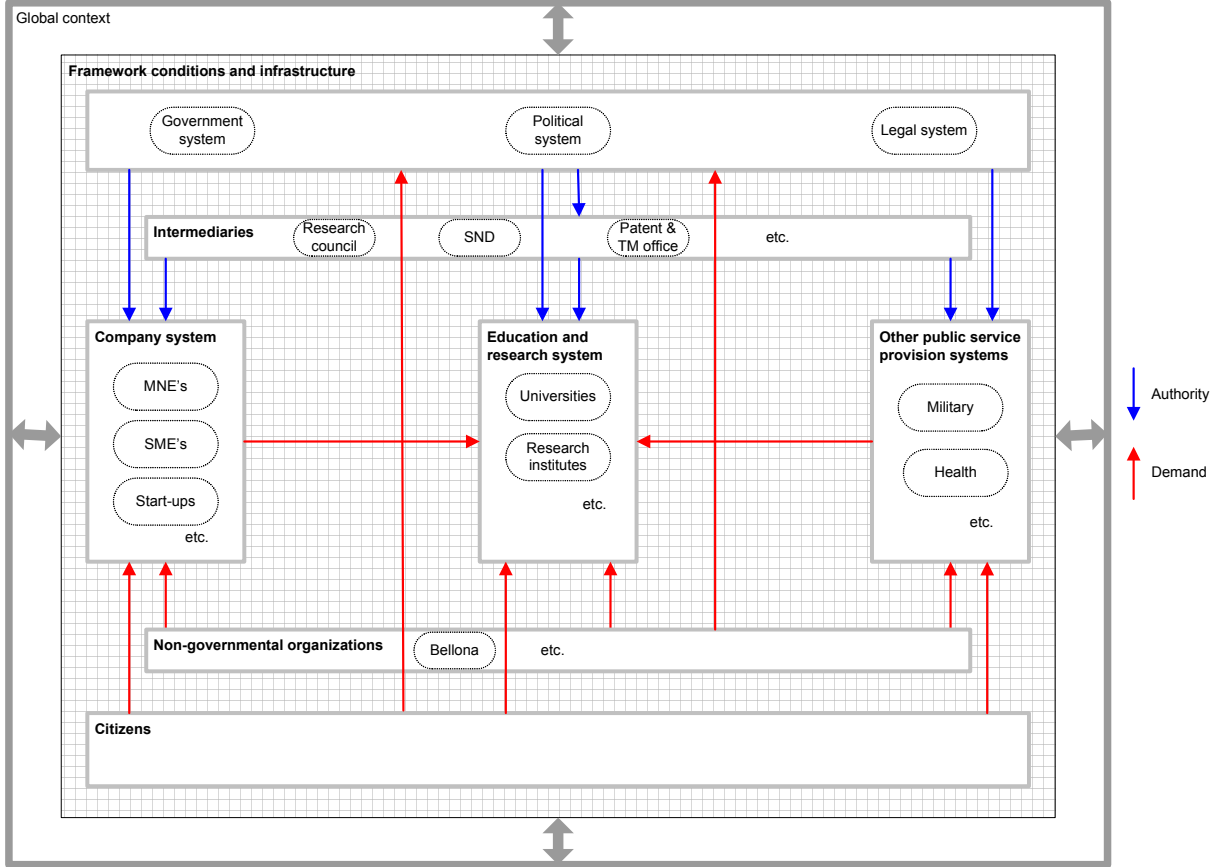 Global context
Framework conditions and infrastructure
Government
system
Political
system
Legal system
Intermediaries
Research
council
SND
Patent &
TM office
etc.
Company system
MNE's
SME's
Start-ups
etc.
Education and
research system
Universities
Research
institutes
etc.
Other public service
provision systems
Military
Health
etc.
Authority
Demand
Non-governmental organizations
Bellona
etc.
Citizens